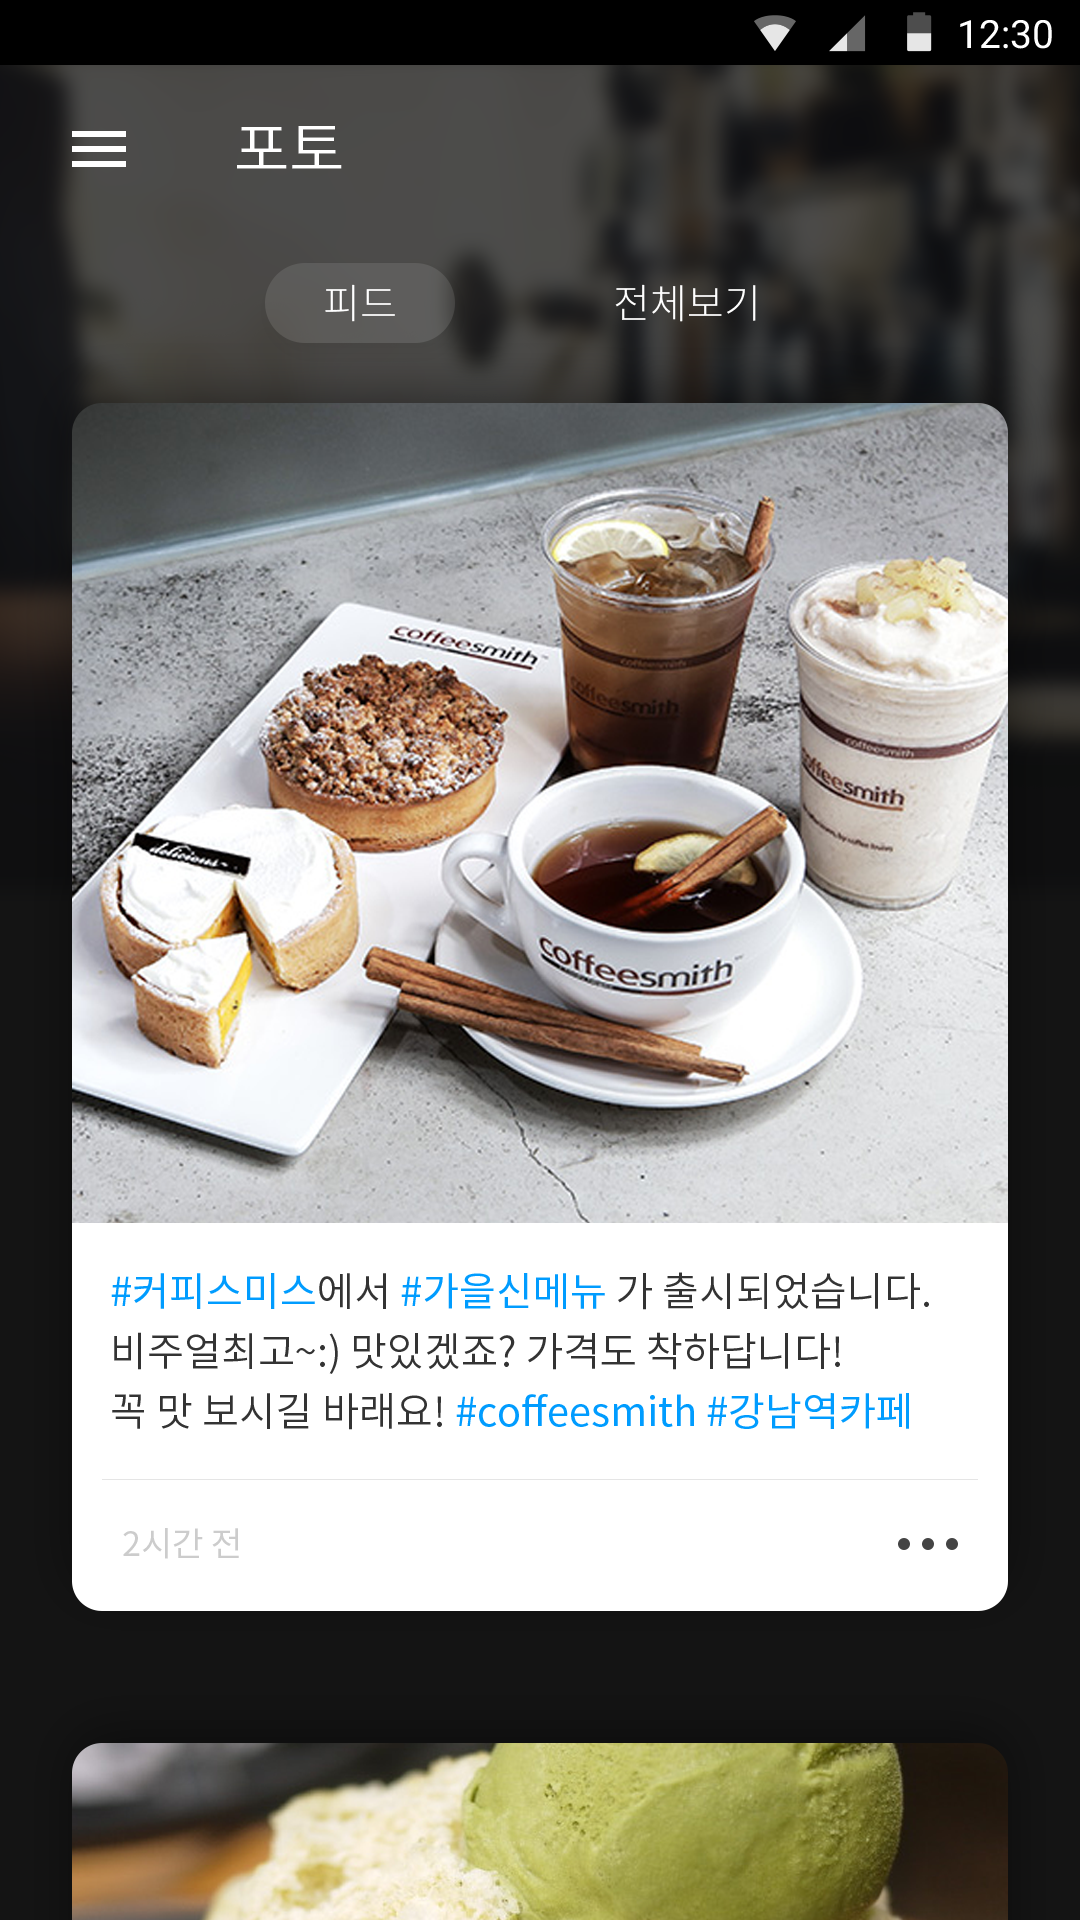 12:30
포토
피드 전체보기
coffeesmith
coffeesmith
coffeesmith
coffeesmith
coffeesmith
delicious~
coffeesmith
#커피스미스에서 #가을신메뉴 가 출시되었습니다.
비주얼최고~:) 맛있겠죠? 가격도 착하답니다!
꼭 맛 보시길 바래요! #coffeesmith #강남역카페
2시간 전